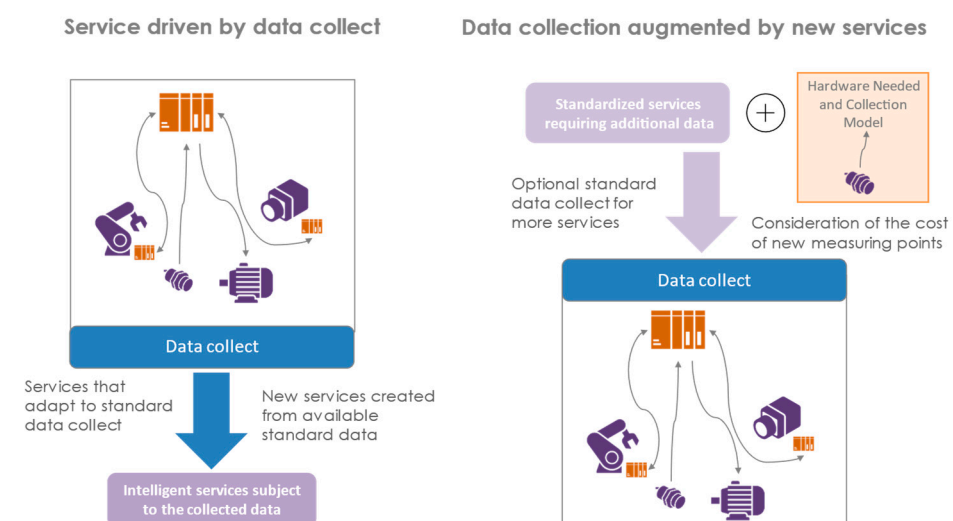 Service driven by data collect
Data collect
Services that
adapt to standard
data collect
New services created
from available
standard data
Intelligent services subject
to the collected data
Data collection augmented by new services
Standardized services
requiring additional data
Hardware Needed
and Collection
Model
Optional standard
data collect for
more services
Consideration of the cost
of new measuring points
Data collect